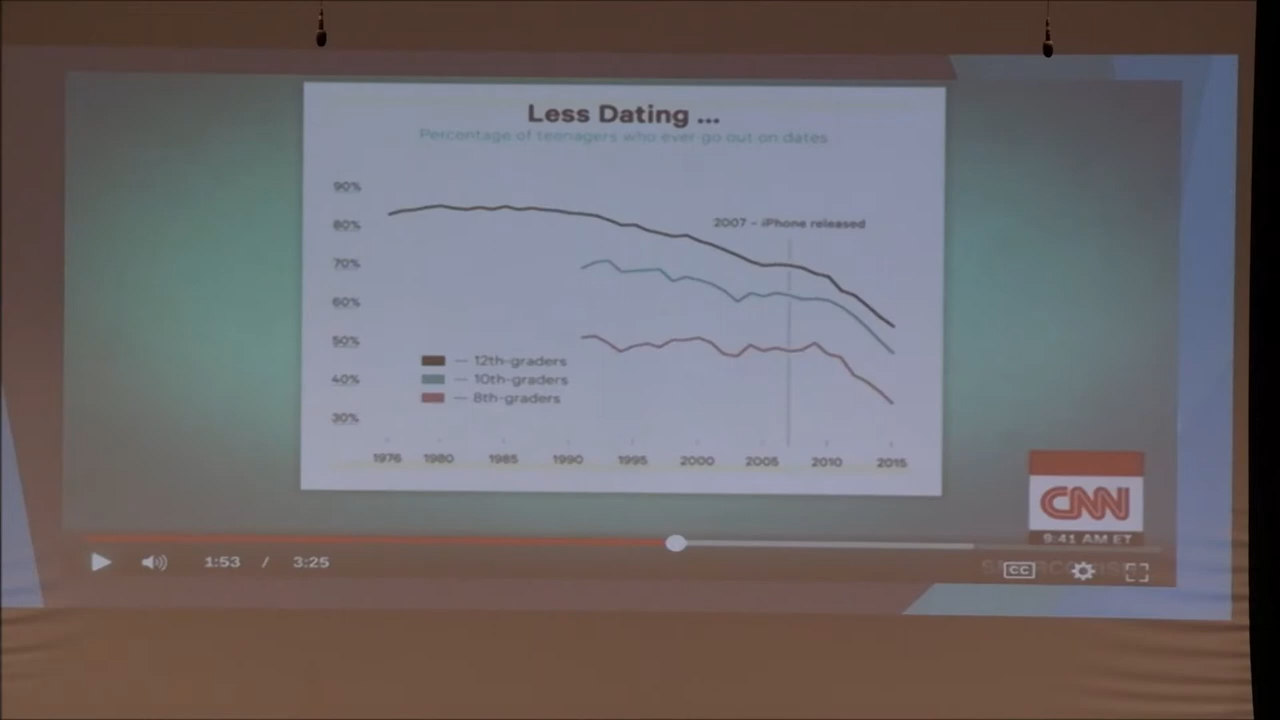 Less Dating ...
Percentage of teenagers who ever go out on dates
90%
80%
70%
60%
50%
40%
30%
2007 - iPhone released
— 12th-graders
— 10th-graders
— 8th-graders
1976 1980 1985 1990 1995 2000 2005 2010 2015
CNN
9:41 AM ET
1:53 / 3:25
CC